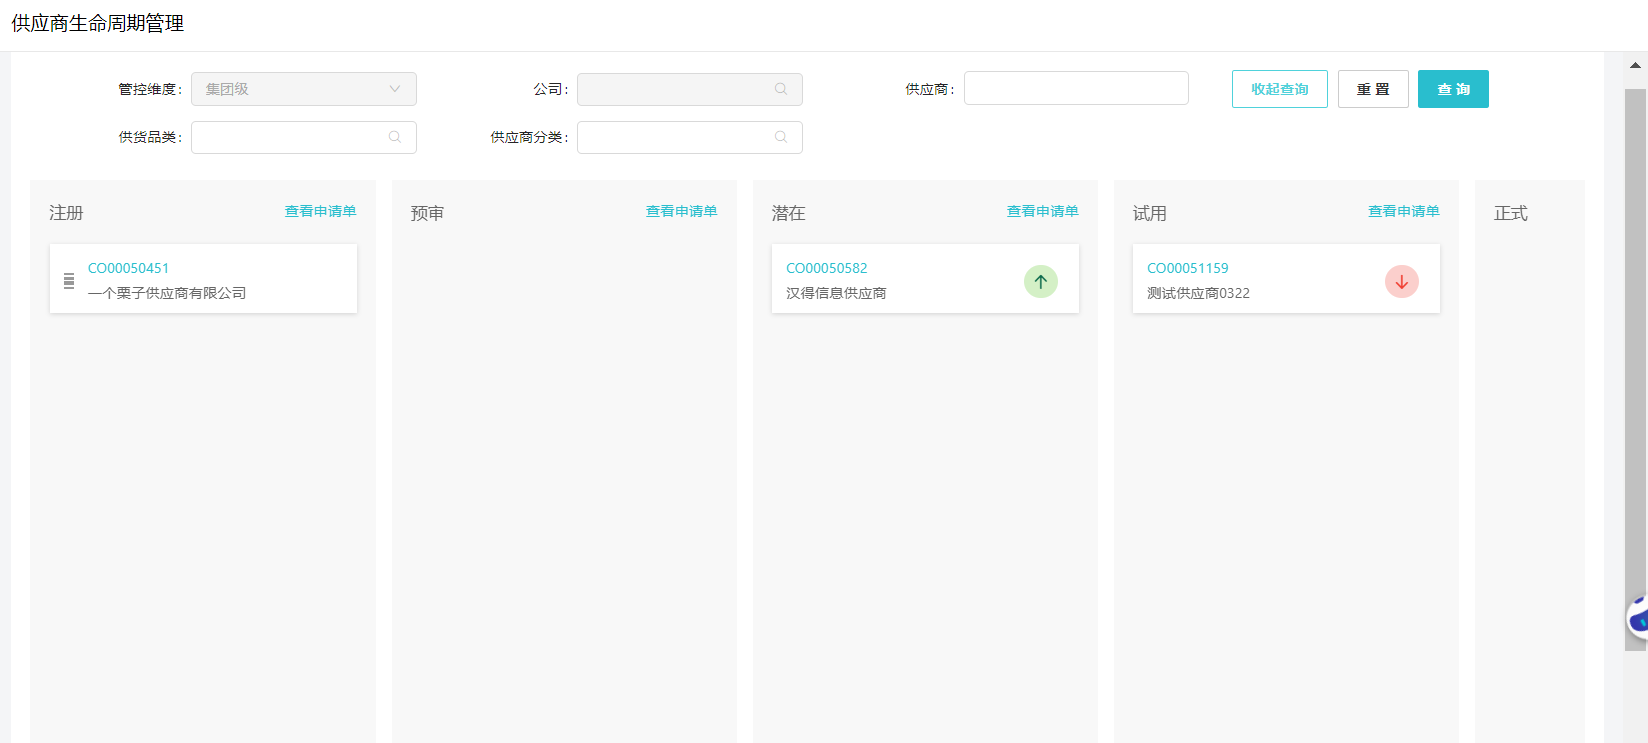 供应商生命周期管理
管控维度: 集团级 公司: 供应商: 收起查询 重 置 查 询
供货品类: 供应商分类:
注册 查看申请单 预审 查看申请单 潜在 查看申请单 试用 查看申请单 正式
CO00050451
一个栗子供应商有限公司
CO00050582
汉得信息供应商
CO00051159
测试供应商0322